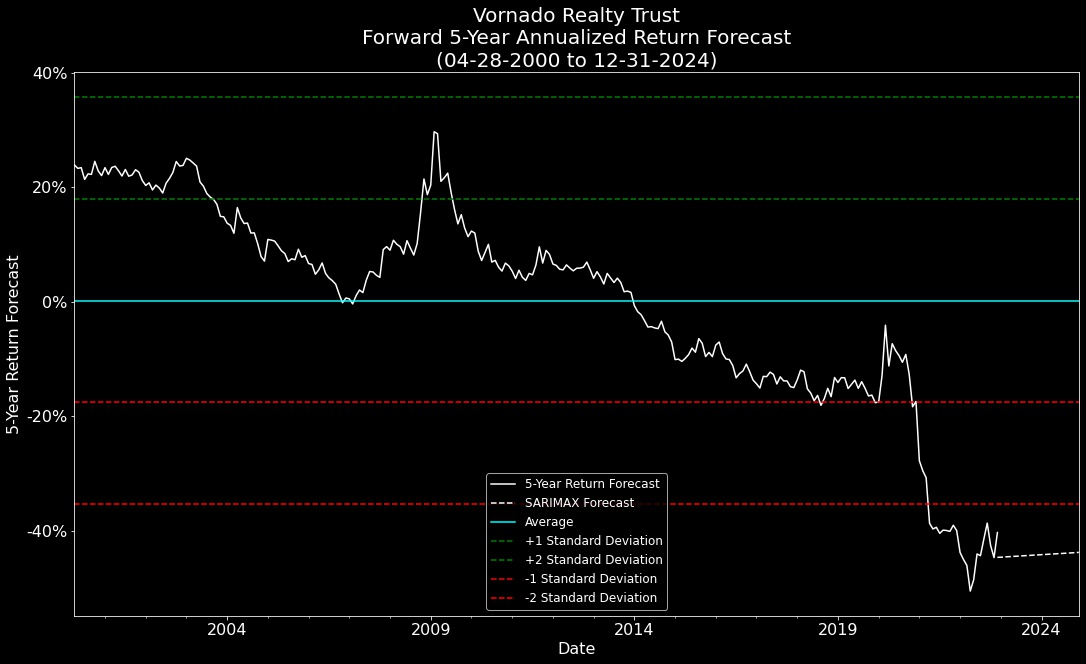 Vornado Realty Trust
Forward 5-Year Annualized Return Forecast
(04-28-2000 to 12-31-2024)
40%
20%
0%
-20%
-40%
5-Year Return Forecast
5-Year Return Forecast
SARIMAX Forecast
Average
+1 Standard Deviation
+2 Standard Deviation
-1 Standard Deviation
-2 Standard Deviation
2004
2009
2014
2019
2024
Date